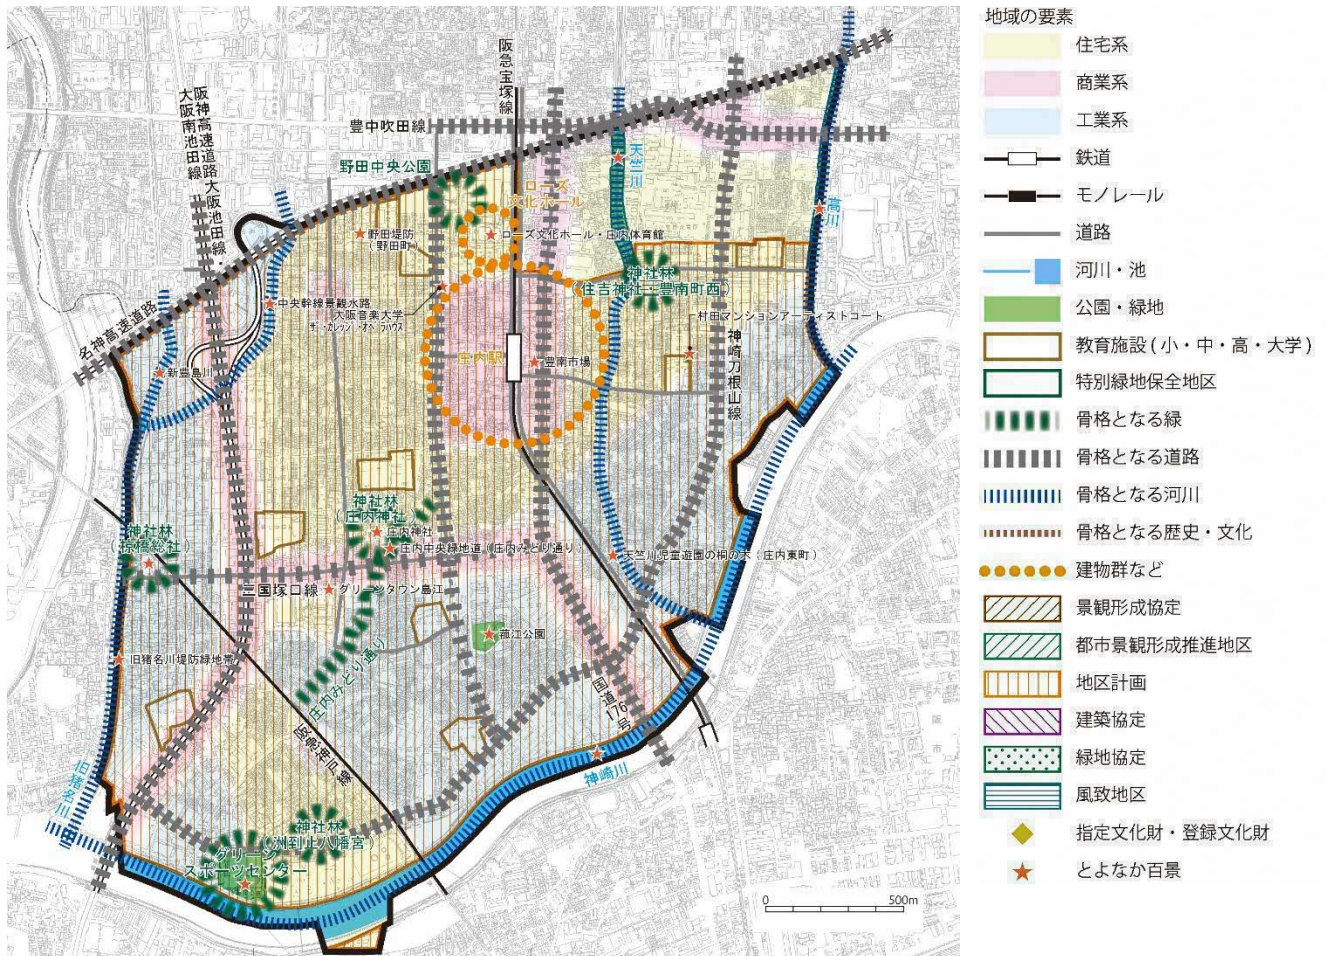 阪急宝塚線
阪神高速道路大阪池田線・
大阪南池田線
豊中吹田線
天竺川
高川
野田中央公園
ローズ
文化ホール
野田堤防
(野田町)
ローズ文化ホール・庄内体育館
神社林
(住吉神社・豊南町西)
中央幹線景観水路
大阪音楽大学
ザ・カレッジ・オペラハウス
村田マンションアーティストコート
名神高速道路
新豊島川
庄内駅
豊南市場
神崎刀根山線
神社林
(庄内神社)
庄内神社
神社林
庄内中央緑地道(庄内みどり通り)
天竺川児童遊園の桐の木(庄内東町)
三国塚口線
グリーンタウン島江
菰江公園
旧猪名川堤防緑地帯
庄内みどり通り
国道176号
阪急神戸線
旧猪名川
神崎川
神社林
(洲到止八幡宮)
グリーン
スポーツセンター
0 500m
地域の要素
住宅系
商業系
工業系
鉄道
モノレール
道路
河川・池
公園・緑地
教育施設(小・中・高・大学)
特別緑地保全地区
骨格となる緑
骨格となる道路
骨格となる河川
骨格となる歴史・文化
建物群など
景観形成協定
都市景観形成推進地区
地区計画
建築協定
緑地協定
風致地区
指定文化財・登録文化財
とよなか百景